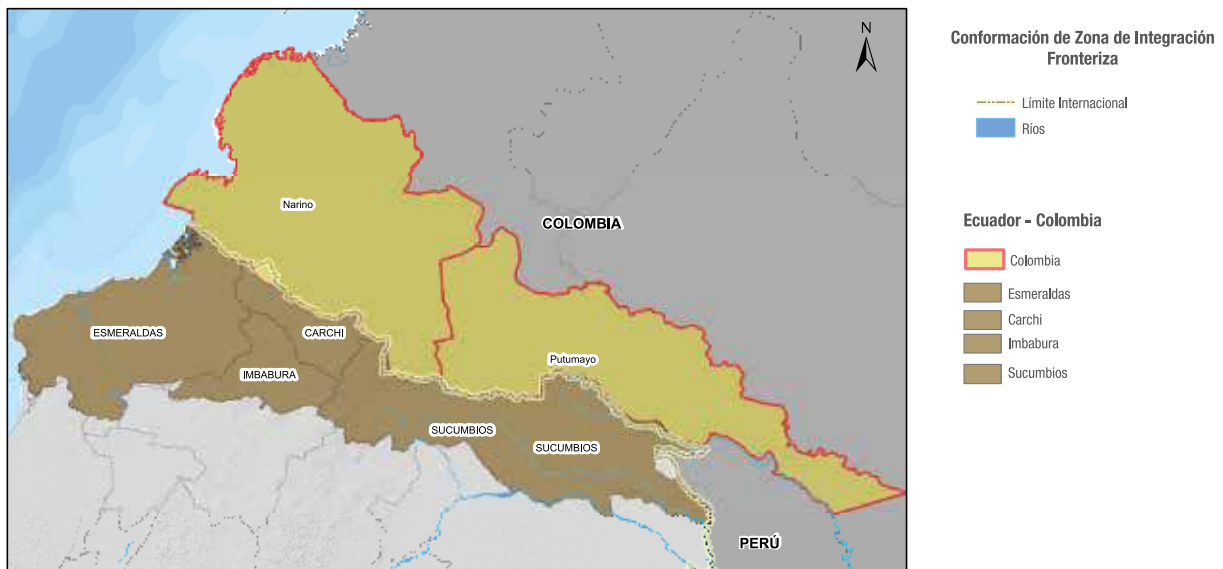 N
Narino
COLOMBIA
ESMERALDAS
CARCHI
IMBABURA
Putumayo
SUCUMBIOS
SUCUMBIOS
PERÚ
Conformación de Zona de Integración
Fronteriza
Límite Internacional
Ríos
Ecuador - Colombia
Colombia
Esmeraldas
Carchi
Imbabura
Sucumbios